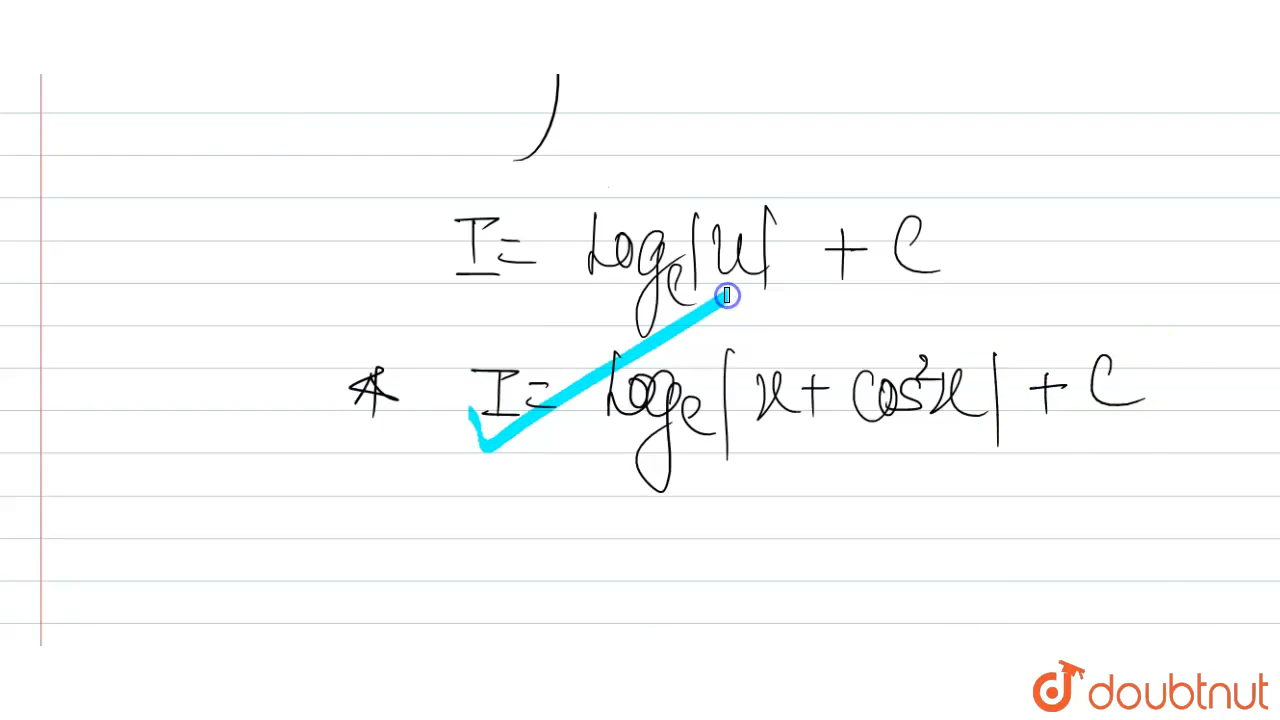 I = loge|u| + C
* I = loge|x + cos²x| + C
doubtnut